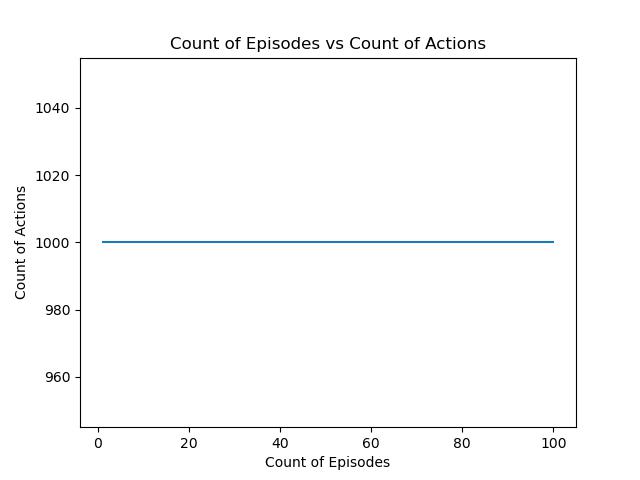 Count of Episodes vs Count of Actions
1040
1020
1000
980
960
Count of Actions
0 20 40 60 80 100
Count of Episodes